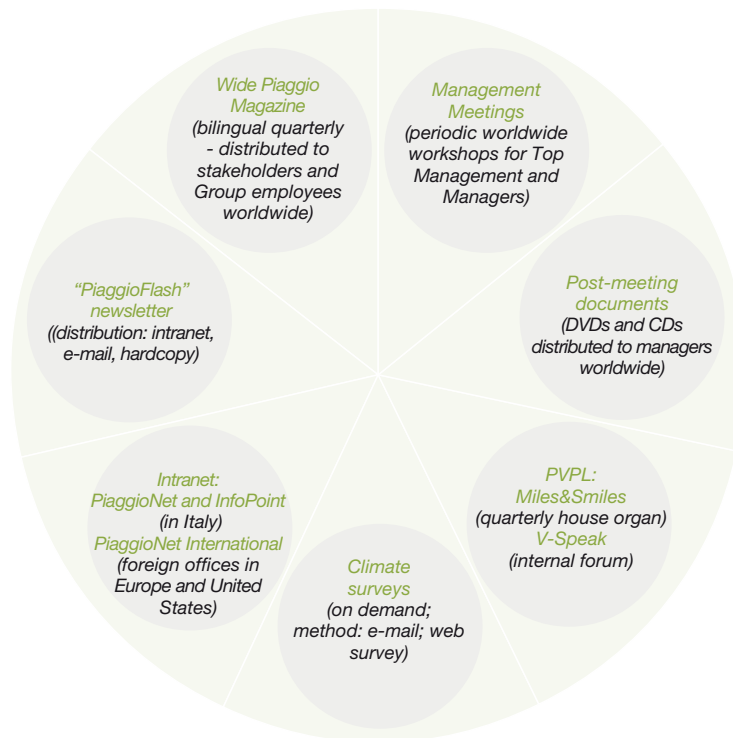 Wide Piaggio
Magazine
(bilingual quarterly
- distributed to
stakeholders and
Group employees
worldwide)
Management
Meetings
(periodic worldwide
workshops for Top
Management and
Managers)
Post-meeting
documents
(DVDs and CDs
distributed to managers
worldwide)
“PiaggioFlash”
newsletter
((distribution: intranet,
e-mail, hardcopy)
PVPL:
Miles&Smiles
(quarterly house organ)
V-Speak
(internal forum)
Intranet:
PiaggioNet and InfoPoint
(in Italy)
PiaggioNet International
(foreign offices in
Europe and United
States)
Climate
surveys
(on demand;
method: e-mail; web
survey)